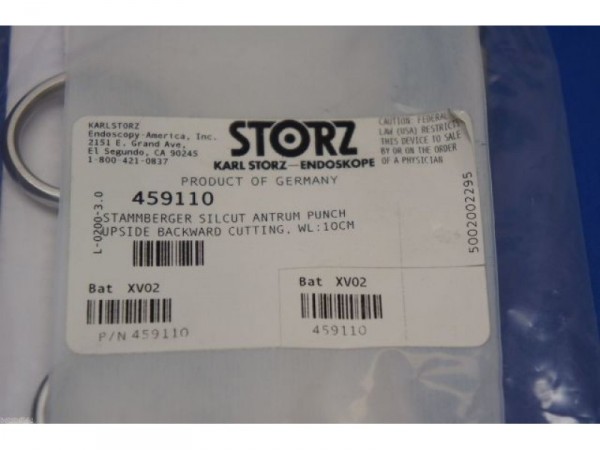 KARLSTORZ
Endoscopy-America, Inc.
2151 E. Grand Ave,
El Segundo, CA 90245
1-800-421-0837
STORZ
KARL STORZ—ENDOSKOPE
CAUTION: FEDERAL
LAW (USA) RESTRICTS
THIS DEVICE TO SALE
BY OR ON THE ORDER
OF A PHYSICIAN
PRODUCT OF GERMANY
459110
STAMMBERGER SILCUT ANTRUM PUNCH
UPSIDE BACKWARD CUTTING, WL:10CM
L-0200-3.0
5002002295
Bat XV02
P/N 459110
Bat XV02
459110